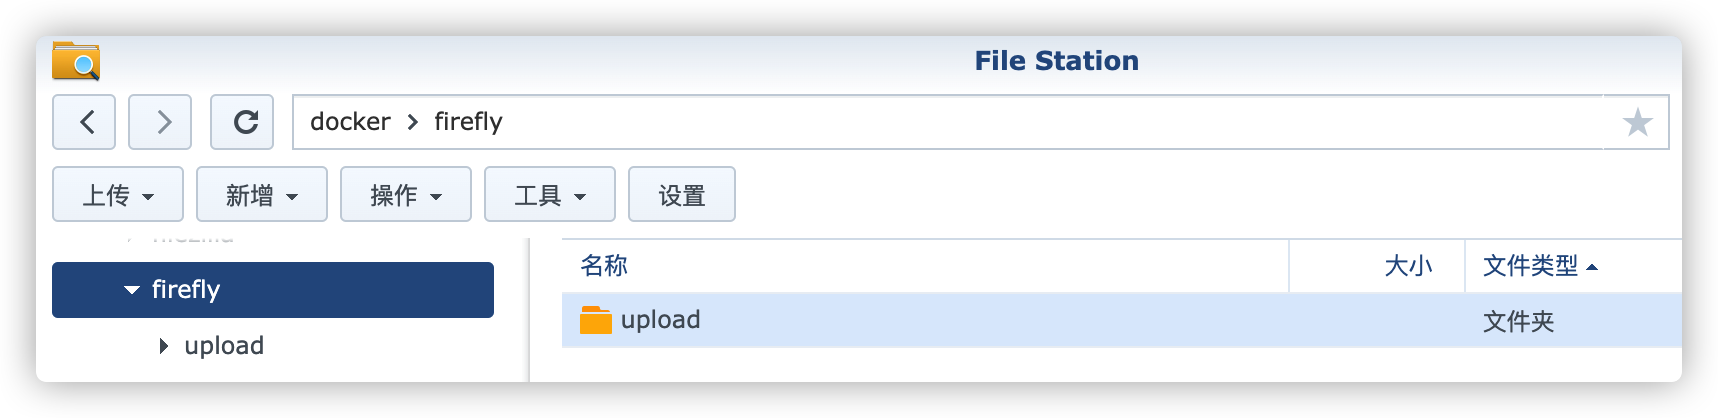 File Station
docker > firefly
上传 新增 操作 工具 设置
firefly
upload
名称 大小 文件类型
upload 文件夹